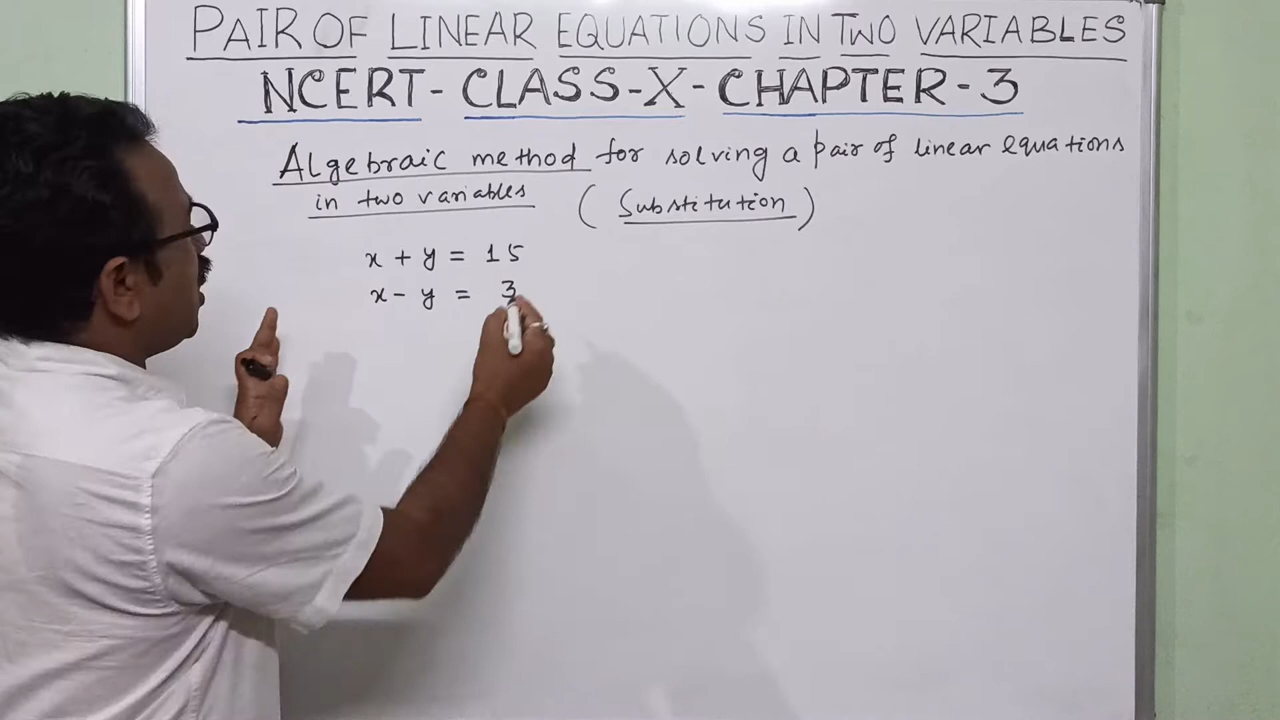 PAIR OF LINEAR EQUATIONS IN TWO VARIABLES
NCERT - CLASS - X - CHAPTER - 3
Algebraic method for solving a pair of linear equations
in two variables (Substitution)
x + y = 15
x - y = 3